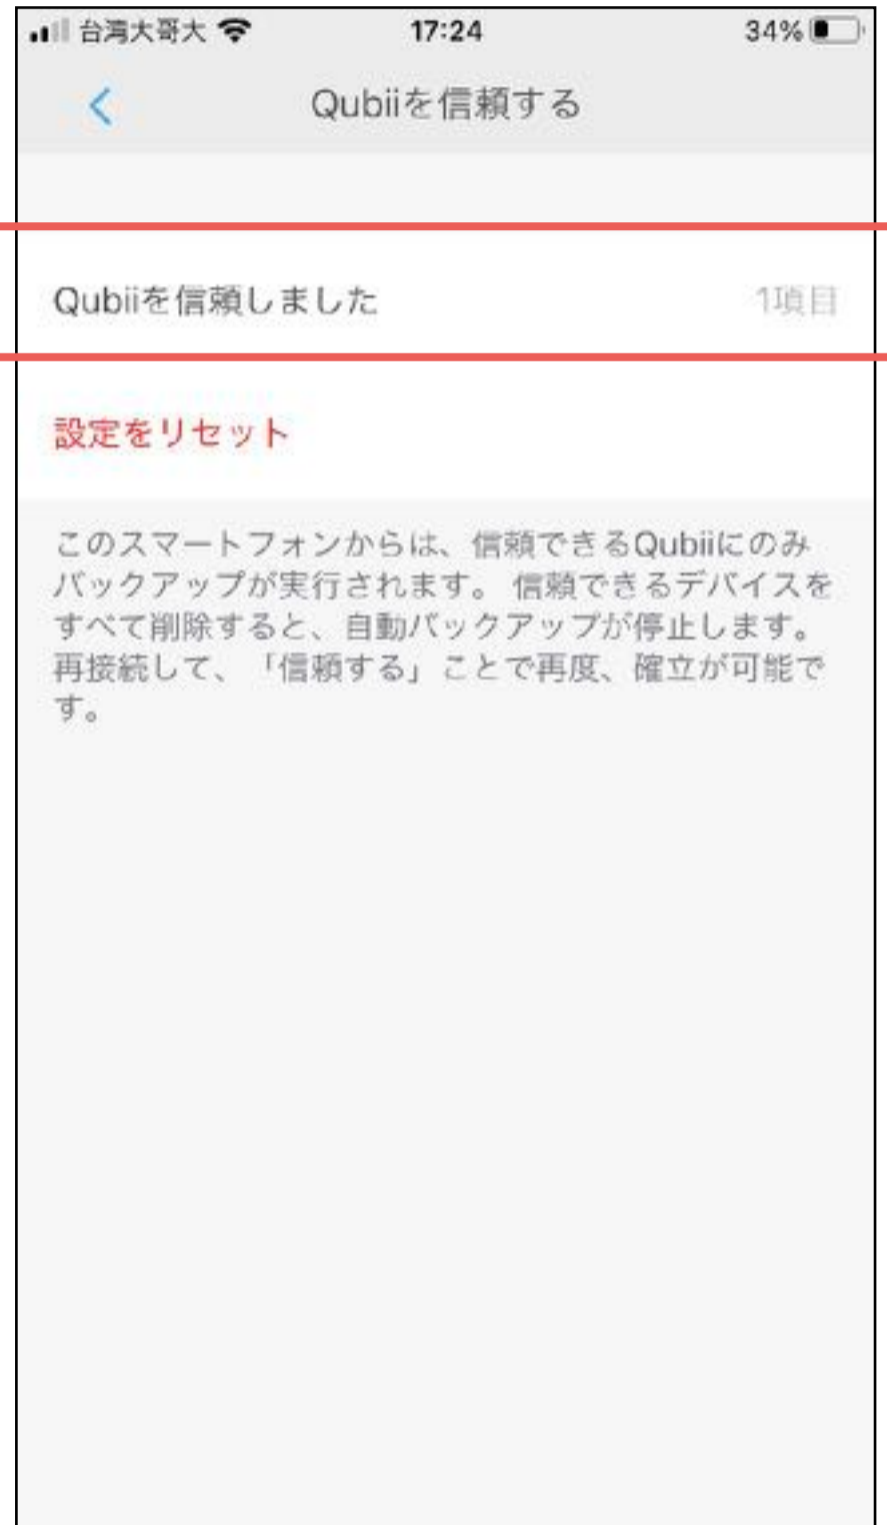 台湾大哥大 17:24 34%
Qubiiを信頼する
Qubiiを信頼しました 1項目
設定をリセット
このスマートフォンからは、信頼できるQubiiにのみ
バックアップが実行されます。 信頼できるデバイスを
すべて削除すると、自動バックアップが停止します。
再接続して、「信頼する」ことで再度、確立が可能で
す。